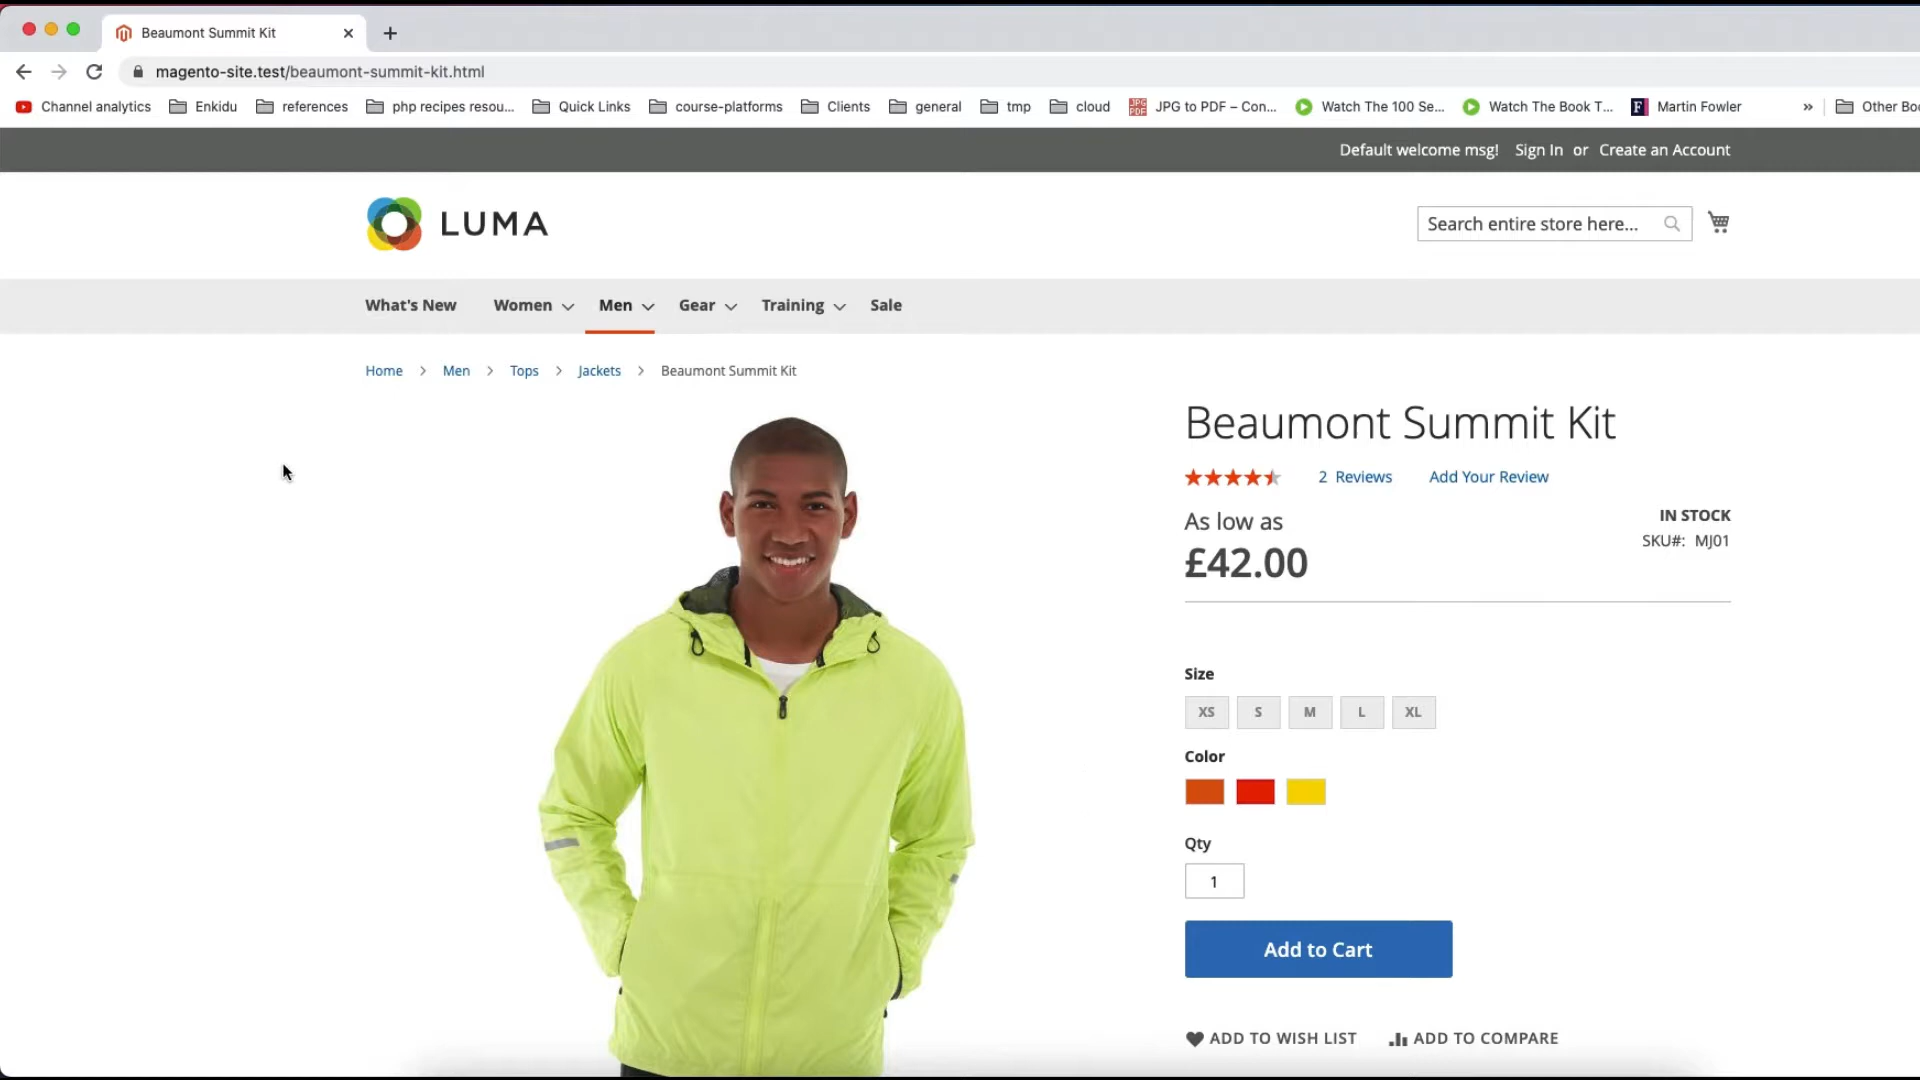 Beaumont Summit Kit
magento-site.test/beaumont-summit-kit.html
Channel analytics Enkidu references php recipes resou... Quick Links course-platforms Clients general tmp cloud JPG to PDF – Con... Watch The 100 Se... Watch The Book T... F Martin Fowler » Other Boo
Default welcome msg! Sign In or Create an Account
LUMA
Search entire store here...
What's New Women Men Gear Training Sale
Home > Men > Tops > Jackets > Beaumont Summit Kit
Beaumont Summit Kit
2 Reviews Add Your Review
As low as
IN STOCK
£42.00
SKU#: MJ01
Size
XS S M L XL
Color
Qty
1
Add to Cart
ADD TO WISH LIST ADD TO COMPARE